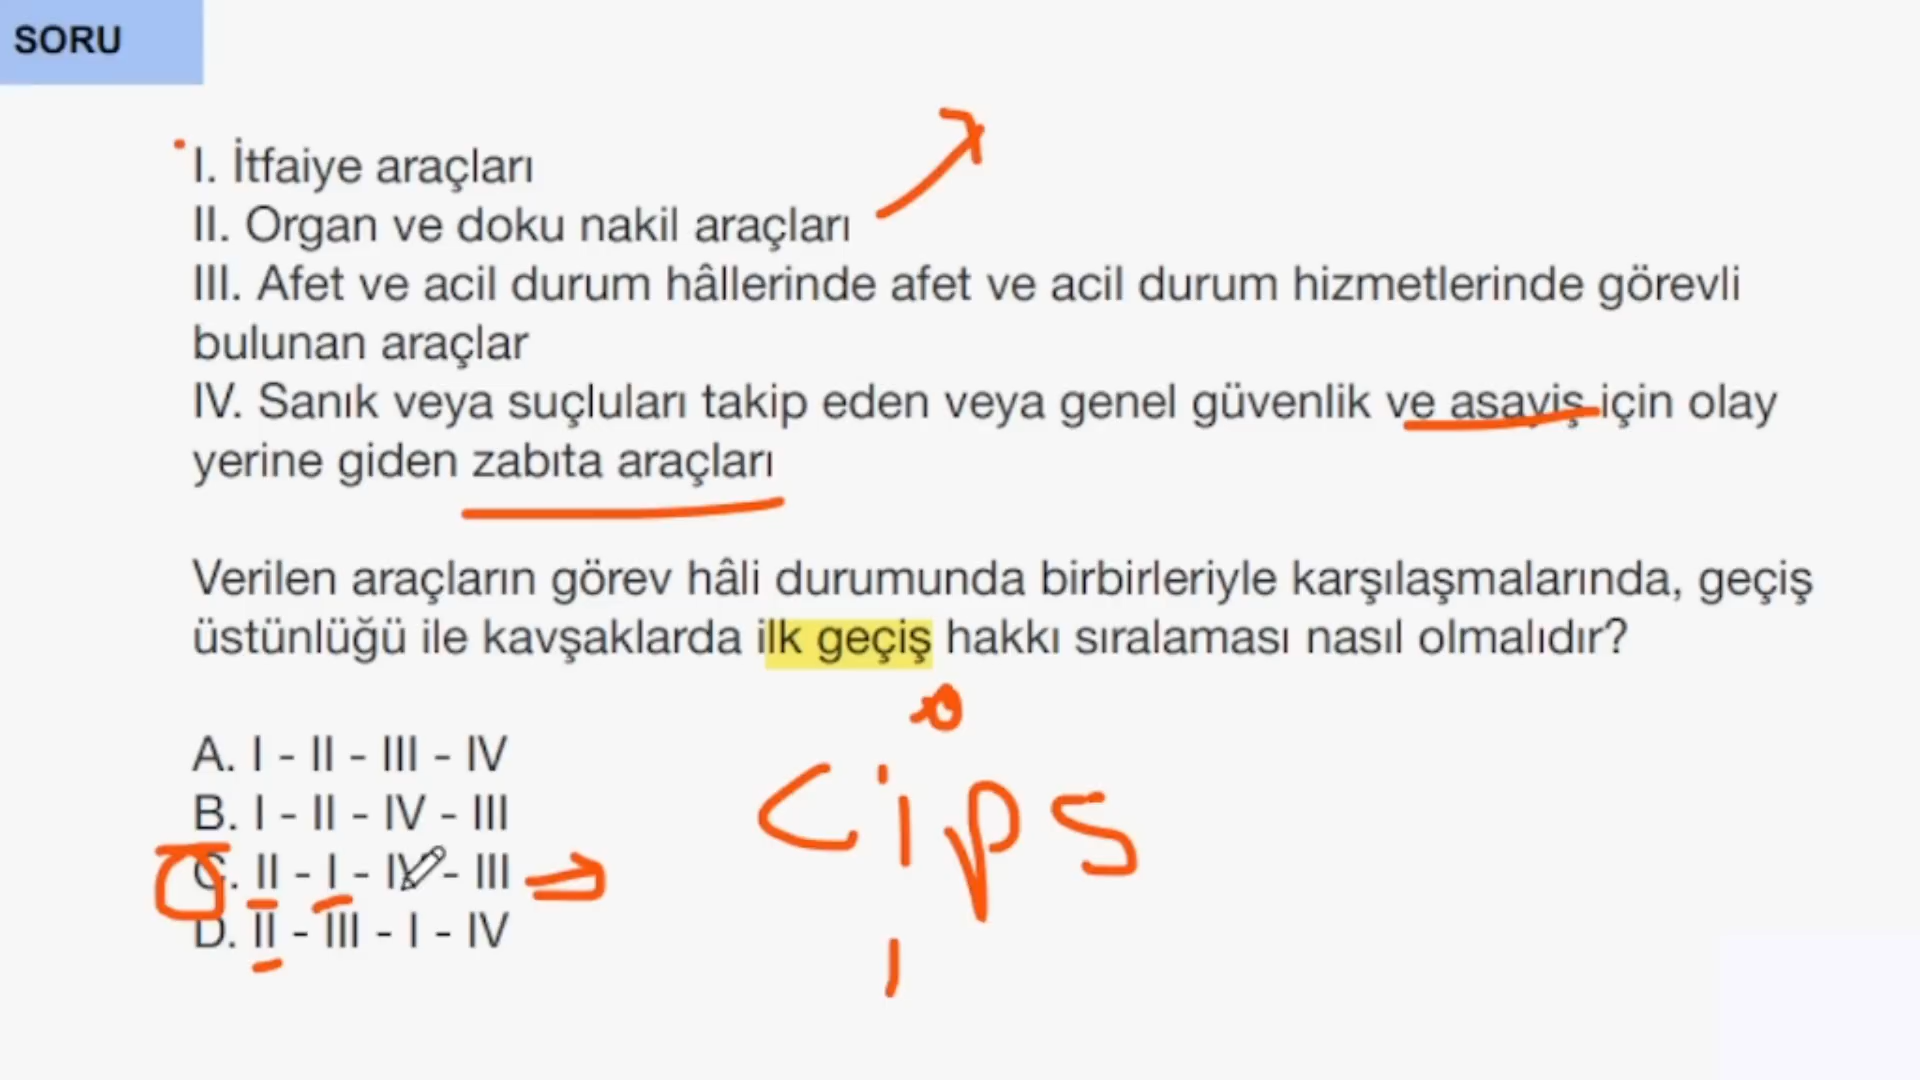 SORU
I. İtfaiye araçları
II. Organ ve doku nakil araçları
III. Afet ve acil durum hâllerinde afet ve acil durum hizmetlerinde görevli
bulunan araçlar
IV. Sanık veya suçluları takip eden veya genel güvenlik ve asayiş için olay
yerine giden zabıta araçları
Verilen araçların görev hâli durumunda birbirleriyle karşılaşmalarında, geçiş
üstünlüğü ile kavşaklarda ilk geçiş hakkı sıralaması nasıl olmalıdır?
A. I - II - III - IV
B. I - II - IV - III
C. II - I - IV - III
D. II - III - I - IV
cips